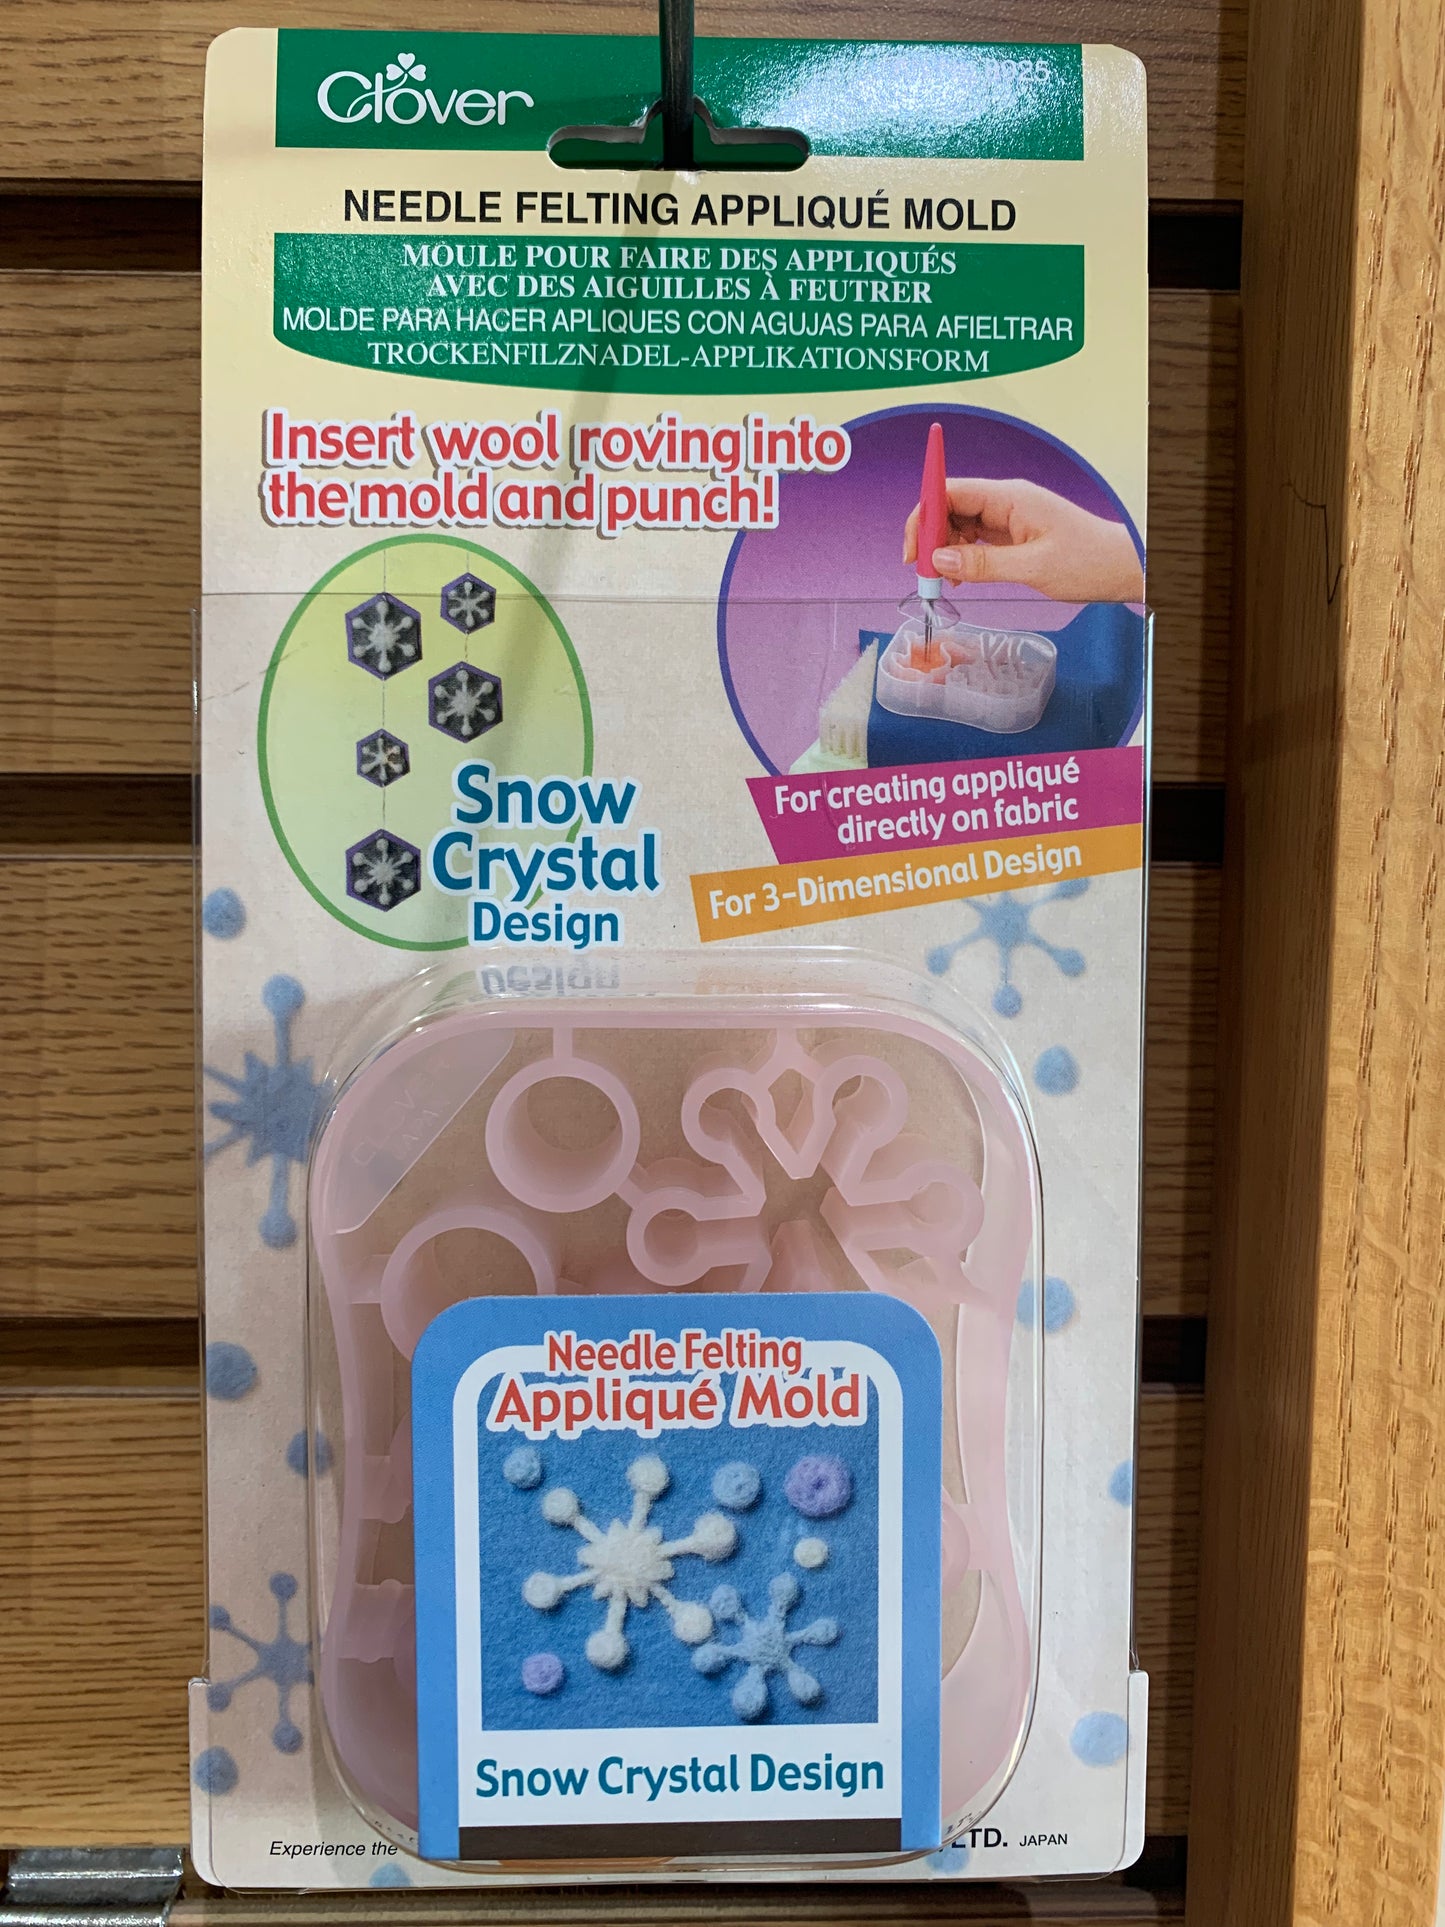 Clover
NEEDLE FELTING APPLIQUÉ MOLD
MOULE POUR FAIRE DES APPLIQUÉS
AVEC DES AIGUILLES À FEUTRER
MOLDE PARA HACER APLIQUES CON AGUJAS PARA AFIELTRAR
TROCKENFILZNADEL-APPLIKATIONSFORM
Insert wool roving into
the mold and punch!
Snow
Crystal
Design
For creating appliqué
directly on fabric
For 3-Dimensional Design
Needle Felting
Appliqué Mold
Snow Crystal Design
Experience the
LTD. JAPAN